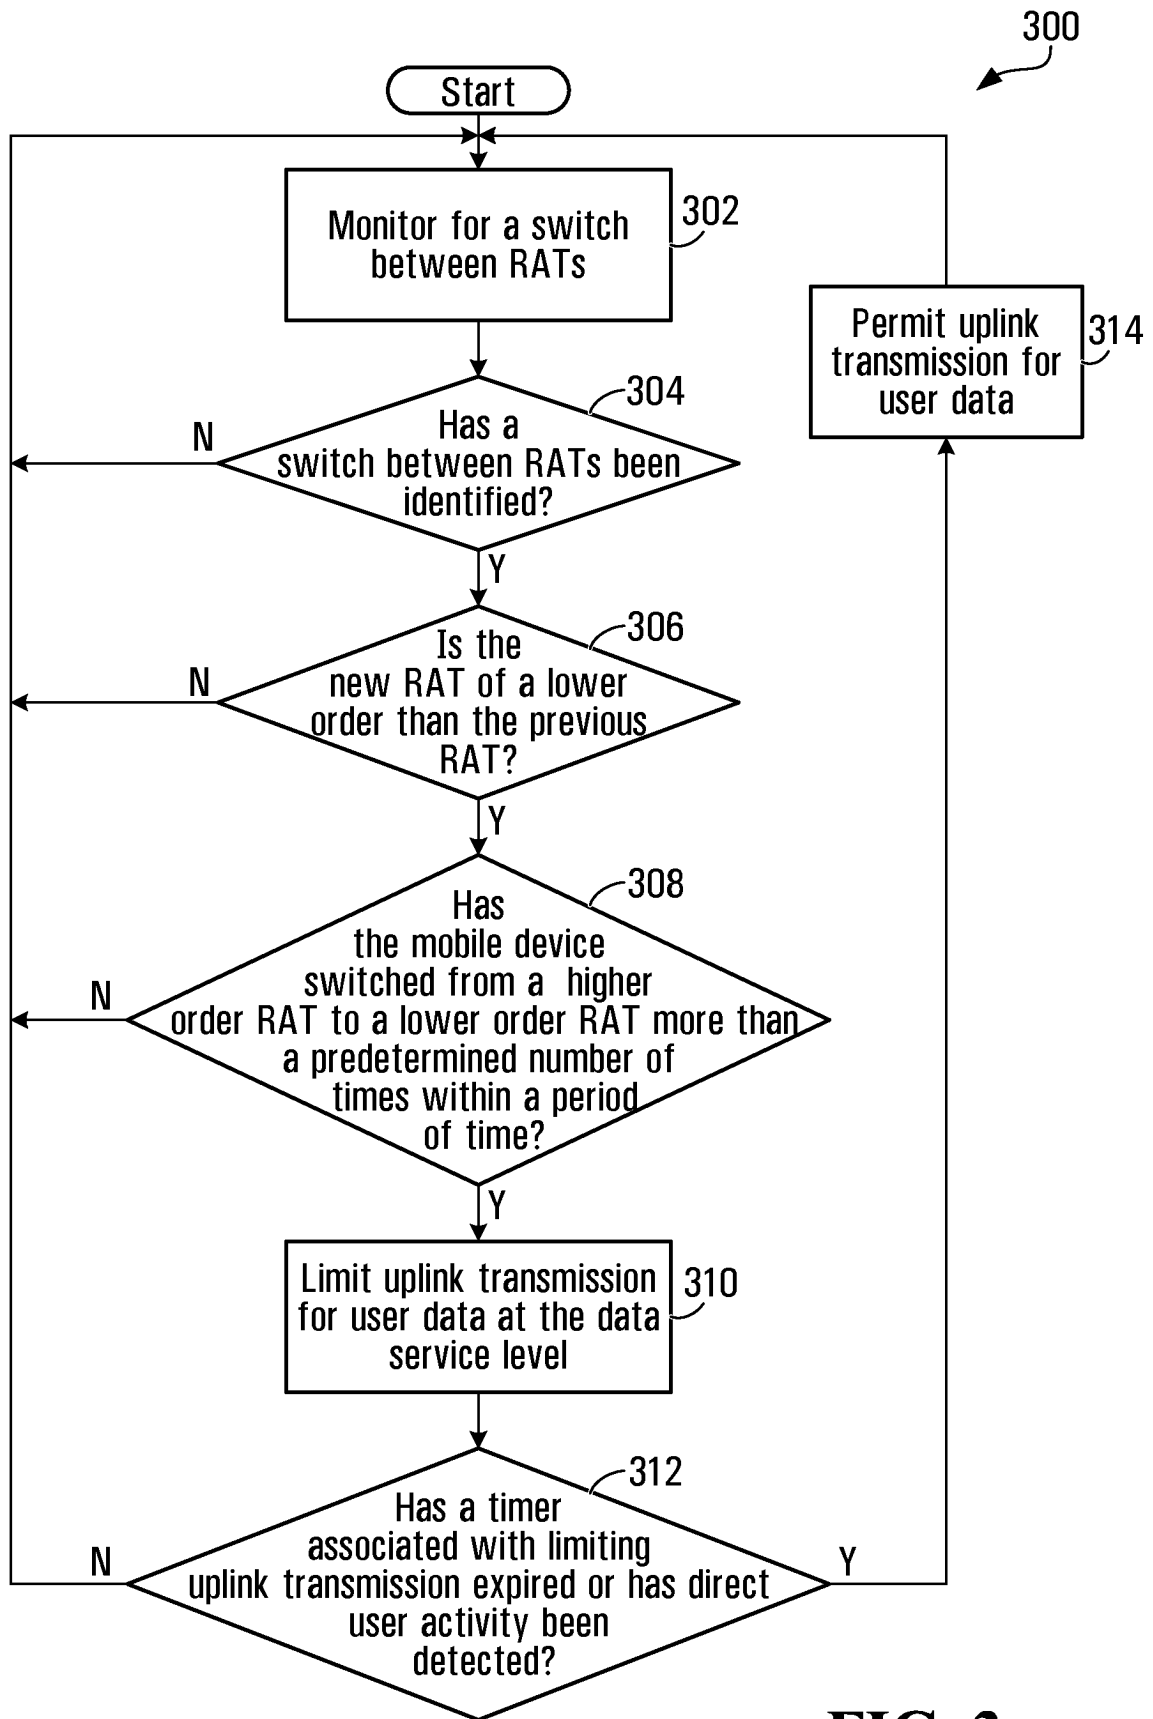 300
Start
Monitor for a switch
between RATs
302
Permit uplink
transmission for
user data
314
304
Has a
switch between RATs been
identified?
N
Y
306
Is the
new RAT of a lower
order than the previous
RAT?
N
Y
308
Has
the mobile device
switched from a higher
order RAT to a lower order RAT more than
a predetermined number of
times within a period
of time?
N
Y
Limit uplink transmission
for user data at the data
service level
310
312
Has a timer
associated with limiting
uplink transmission expired or has direct
user activity been
detected?
N
Y